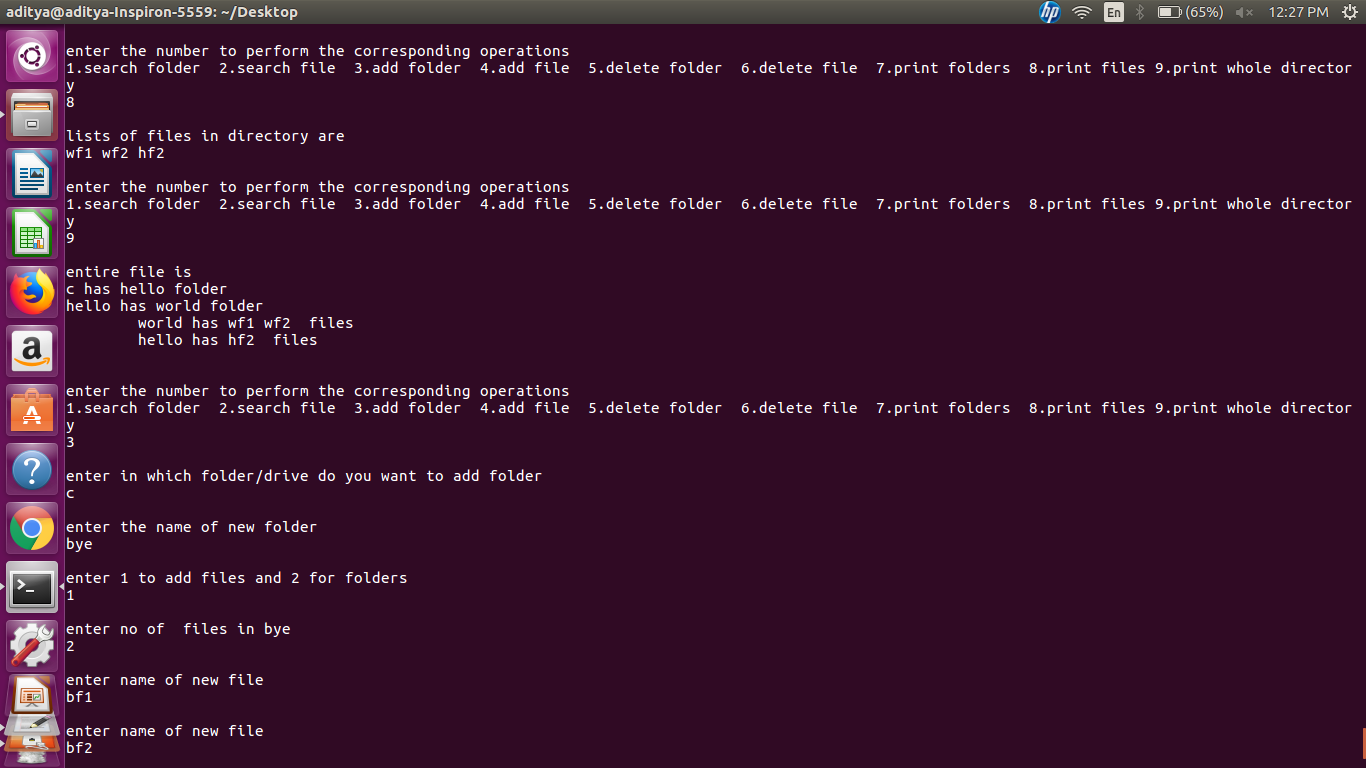 aditya@aditya-Inspiron-5559: ~/Desktop
hp En (65%) 12:27 PM
enter the number to perform the corresponding operations
1.search folder  2.search file  3.add folder  4.add file  5.delete folder  6.delete file  7.print folders  8.print files 9.print whole director
y
8
lists of files in directory are
wf1 wf2 hf2
enter the number to perform the corresponding operations
1.search folder  2.search file  3.add folder  4.add file  5.delete folder  6.delete file  7.print folders  8.print files 9.print whole director
y
9
entire file is
c has hello folder
hello has world folder
world has wf1 wf2  files
hello has hf2  files
enter the number to perform the corresponding operations
1.search folder  2.search file  3.add folder  4.add file  5.delete folder  6.delete file  7.print folders  8.print files 9.print whole director
y
3
enter in which folder/drive do you want to add folder
c
enter the name of new folder
bye
enter 1 to add files and 2 for folders
1
enter no of  files in bye
2
enter name of new file
bf1
enter name of new file
bf2